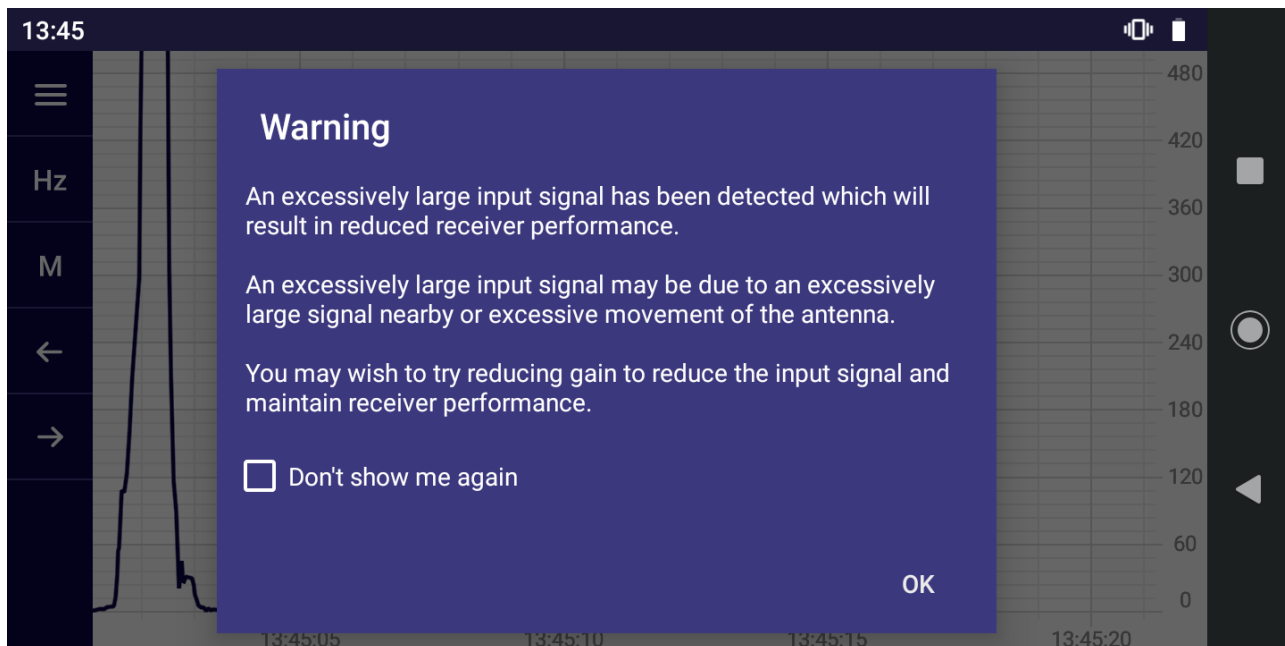 13:45
Hz
M
Warning
An excessively large input signal has been detected which will
result in reduced receiver performance.
An excessively large input signal may be due to an excessively
large signal nearby or excessive movement of the antenna.
You may wish to try reducing gain to reduce the input signal and
maintain receiver performance.
Don't show me again
OK
480
420
360
300
240
180
120
60
0
13:45:05
13:45:10
13:45:15
13:45:20